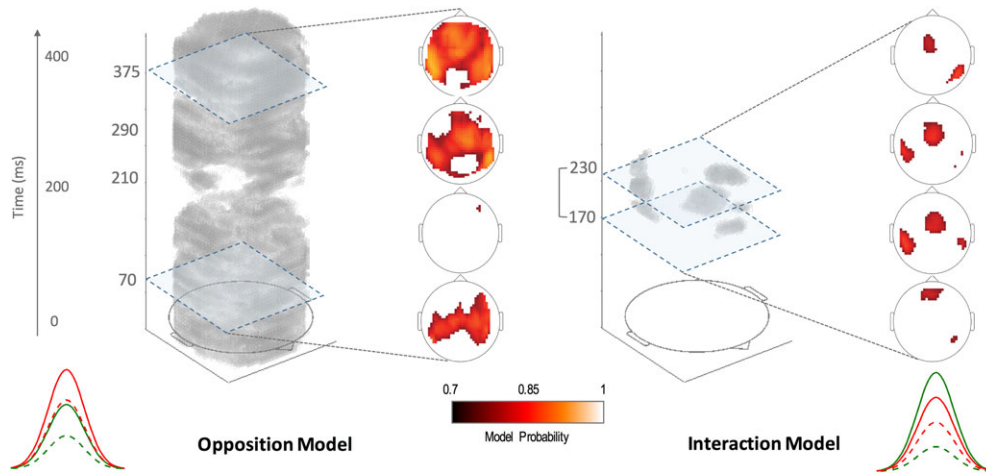 Time (ms)
400
200
0
375
290
210
70
230
170
0.7 0.85 1
Model Probability
Opposition Model
Interaction Model